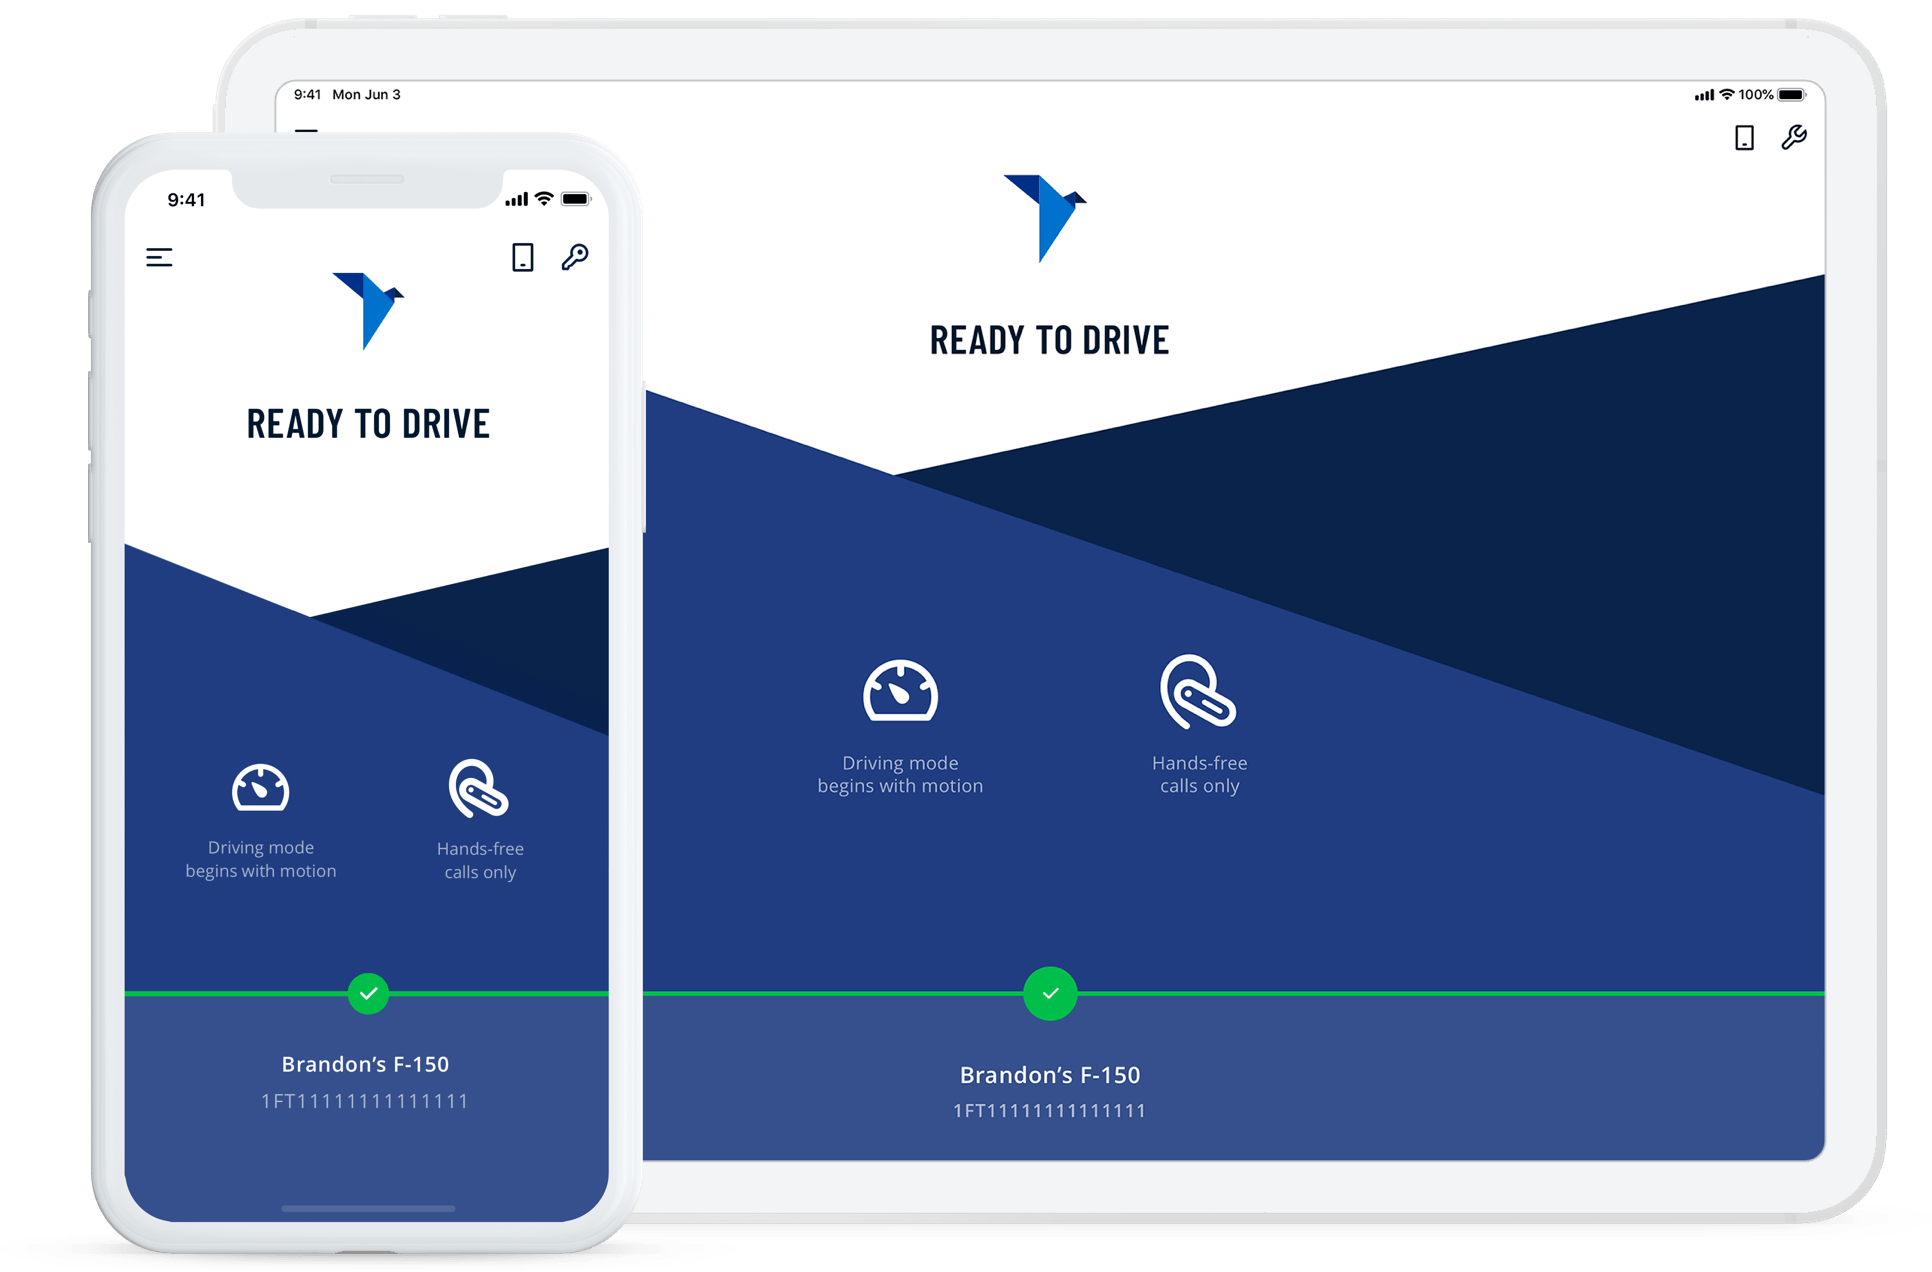 9:41 Mon Jun 3
100%
READY TO DRIVE
Driving mode
begins with motion
Hands-free
calls only
Brandon’s F-150
1FT11111111111111
9:41
READY TO DRIVE
Driving mode
begins with motion
Hands-free
calls only
Brandon’s F-150
1FT11111111111111